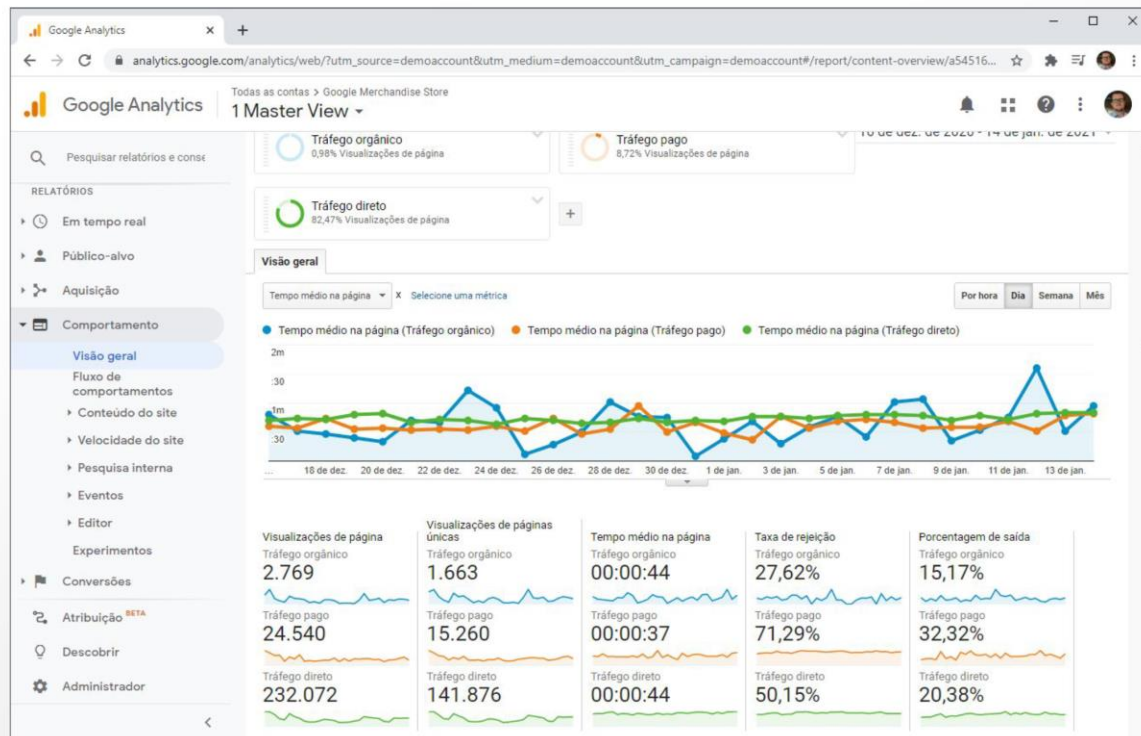 Google Analytics
analytics.google.com/analytics/web/?utm_source=demoaccount&utm_medium=demoaccount&utm_campaign=demoaccount#/report/content-overview/a54516...
Google Analytics
Todas as contas > Google Merchandise Store
1 Master View
Pesquisar relatórios e conse
RELATÓRIOS
Em tempo real
Público-alvo
Aquisição
Comportamento
Visão geral
Fluxo de
comportamentos
Conteúdo do site
Velocidade do site
Pesquisa interna
Eventos
Editor
Experimentos
Conversões
Atribuição BETA
Descobrir
Administrador
Tráfego orgânico
0,98% Visualizações de página
Tráfego pago
8,72% Visualizações de página
16 de dez. de 2020 - 14 de jan. de 2021
Tráfego direto
82,47% Visualizações de página
Visão geral
Tempo médio na página X Selecione uma métrica
Por hora Dia Semana Mês
Tempo médio na página (Tráfego orgânico) Tempo médio na página (Tráfego pago) Tempo médio na página (Tráfego direto)
2m
:30
1m
:30
... 18 de dez. 20 de dez. 22 de dez. 24 de dez. 26 de dez. 28 de dez. 30 de dez. 1 de jan. 3 de jan. 5 de jan. 7 de jan. 9 de jan. 11 de jan. 13 de jan.
Visualizações de página
Tráfego orgânico
2.769
Tráfego pago
24.540
Tráfego direto
232.072
Visualizações de páginas
únicas
Tráfego orgânico
1.663
Tráfego pago
15.260
Tráfego direto
141.876
Tempo médio na página
Tráfego orgânico
00:00:44
Tráfego pago
00:00:37
Tráfego direto
00:00:44
Taxa de rejeição
Tráfego orgânico
27,62%
Tráfego pago
71,29%
Tráfego direto
50,15%
Porcentagem de saída
Tráfego orgânico
15,17%
Tráfego pago
32,32%
Tráfego direto
20,38%